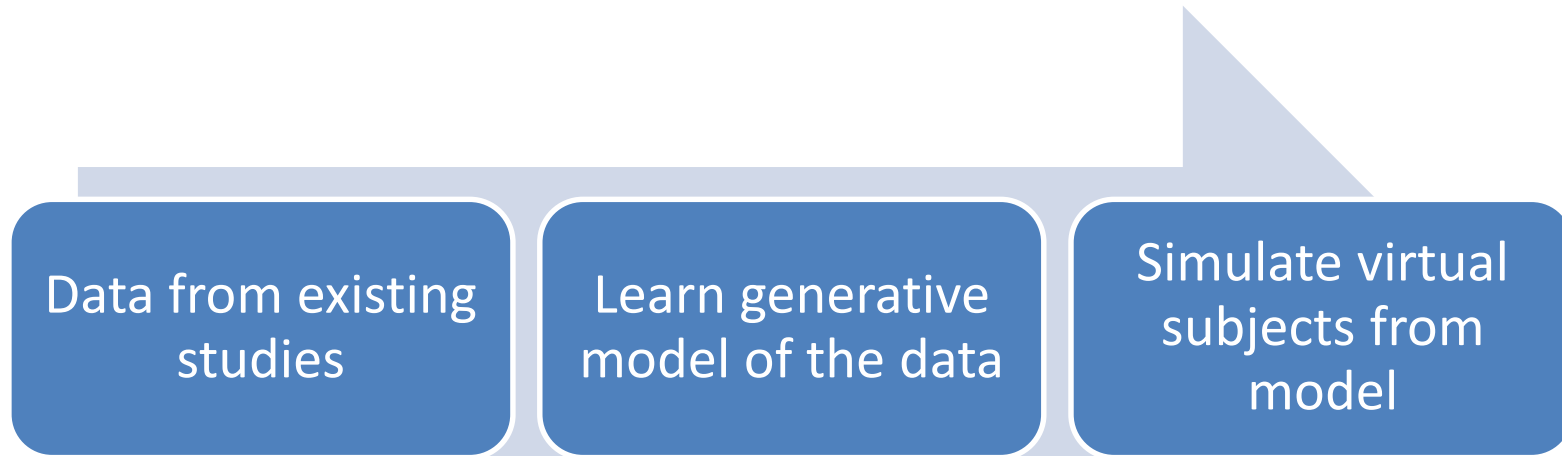 Data from existing
studies
Learn generative
model of the data
Simulate virtual
subjects from
model